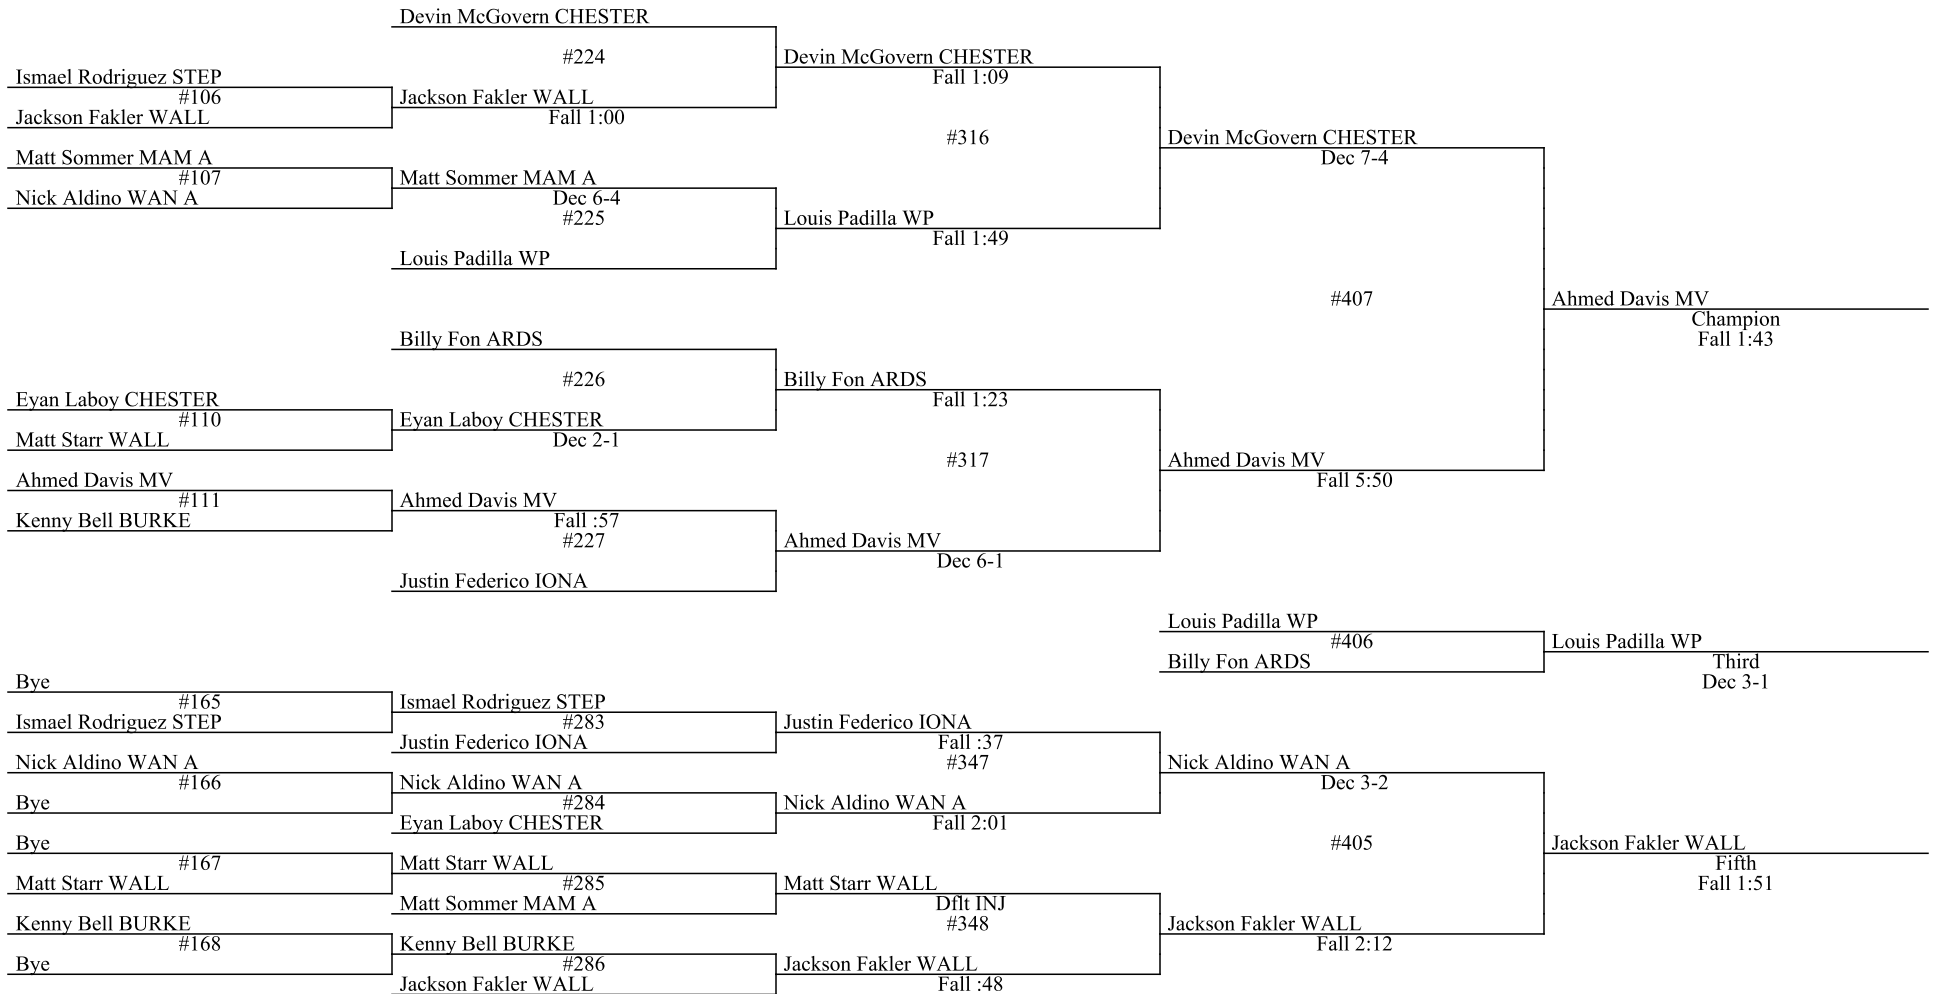 Devin McGovern CHESTER
#224
Devin McGovern CHESTER
Fall 1:09
Ismael Rodriguez STEP
#106
Jackson Fakler WALL
Jackson Fakler WALL
Fall 1:00
#316
Devin McGovern CHESTER
Dec 7-4
Matt Sommer MAM A
#107
Nick Aldino WAN A
Matt Sommer MAM A
Dec 6-4
#225
Louis Padilla WP
Fall 1:49
Louis Padilla WP
#407
Ahmed Davis MV
Champion
Fall 1:43
Billy Fon ARDS
#226
Billy Fon ARDS
Fall 1:23
Eyan Laboy CHESTER
#110
Matt Starr WALL
Eyan Laboy CHESTER
Dec 2-1
#317
Ahmed Davis MV
Fall 5:50
Ahmed Davis MV
#111
Kenny Bell BURKE
Ahmed Davis MV
Fall :57
#227
Ahmed Davis MV
Dec 6-1
Justin Federico IONA
Louis Padilla WP
#406
Billy Fon ARDS
Louis Padilla WP
Third
Dec 3-1
Bye
#165
Ismael Rodriguez STEP
Ismael Rodriguez STEP
#283
Justin Federico IONA
Justin Federico IONA
Fall :37
#347
Nick Aldino WAN A
Dec 3-2
Nick Aldino WAN A
#166
Bye
Nick Aldino WAN A
#284
Eyan Laboy CHESTER
Nick Aldino WAN A
Fall 2:01
#405
Jackson Fakler WALL
Fifth
Fall 1:51
Bye
#167
Matt Starr WALL
Matt Starr WALL
#285
Matt Sommer MAM A
Matt Starr WALL
Dflt INJ
#348
Jackson Fakler WALL
Fall 2:12
Kenny Bell BURKE
#168
Bye
Kenny Bell BURKE
#286
Jackson Fakler WALL
Jackson Fakler WALL
Fall :48